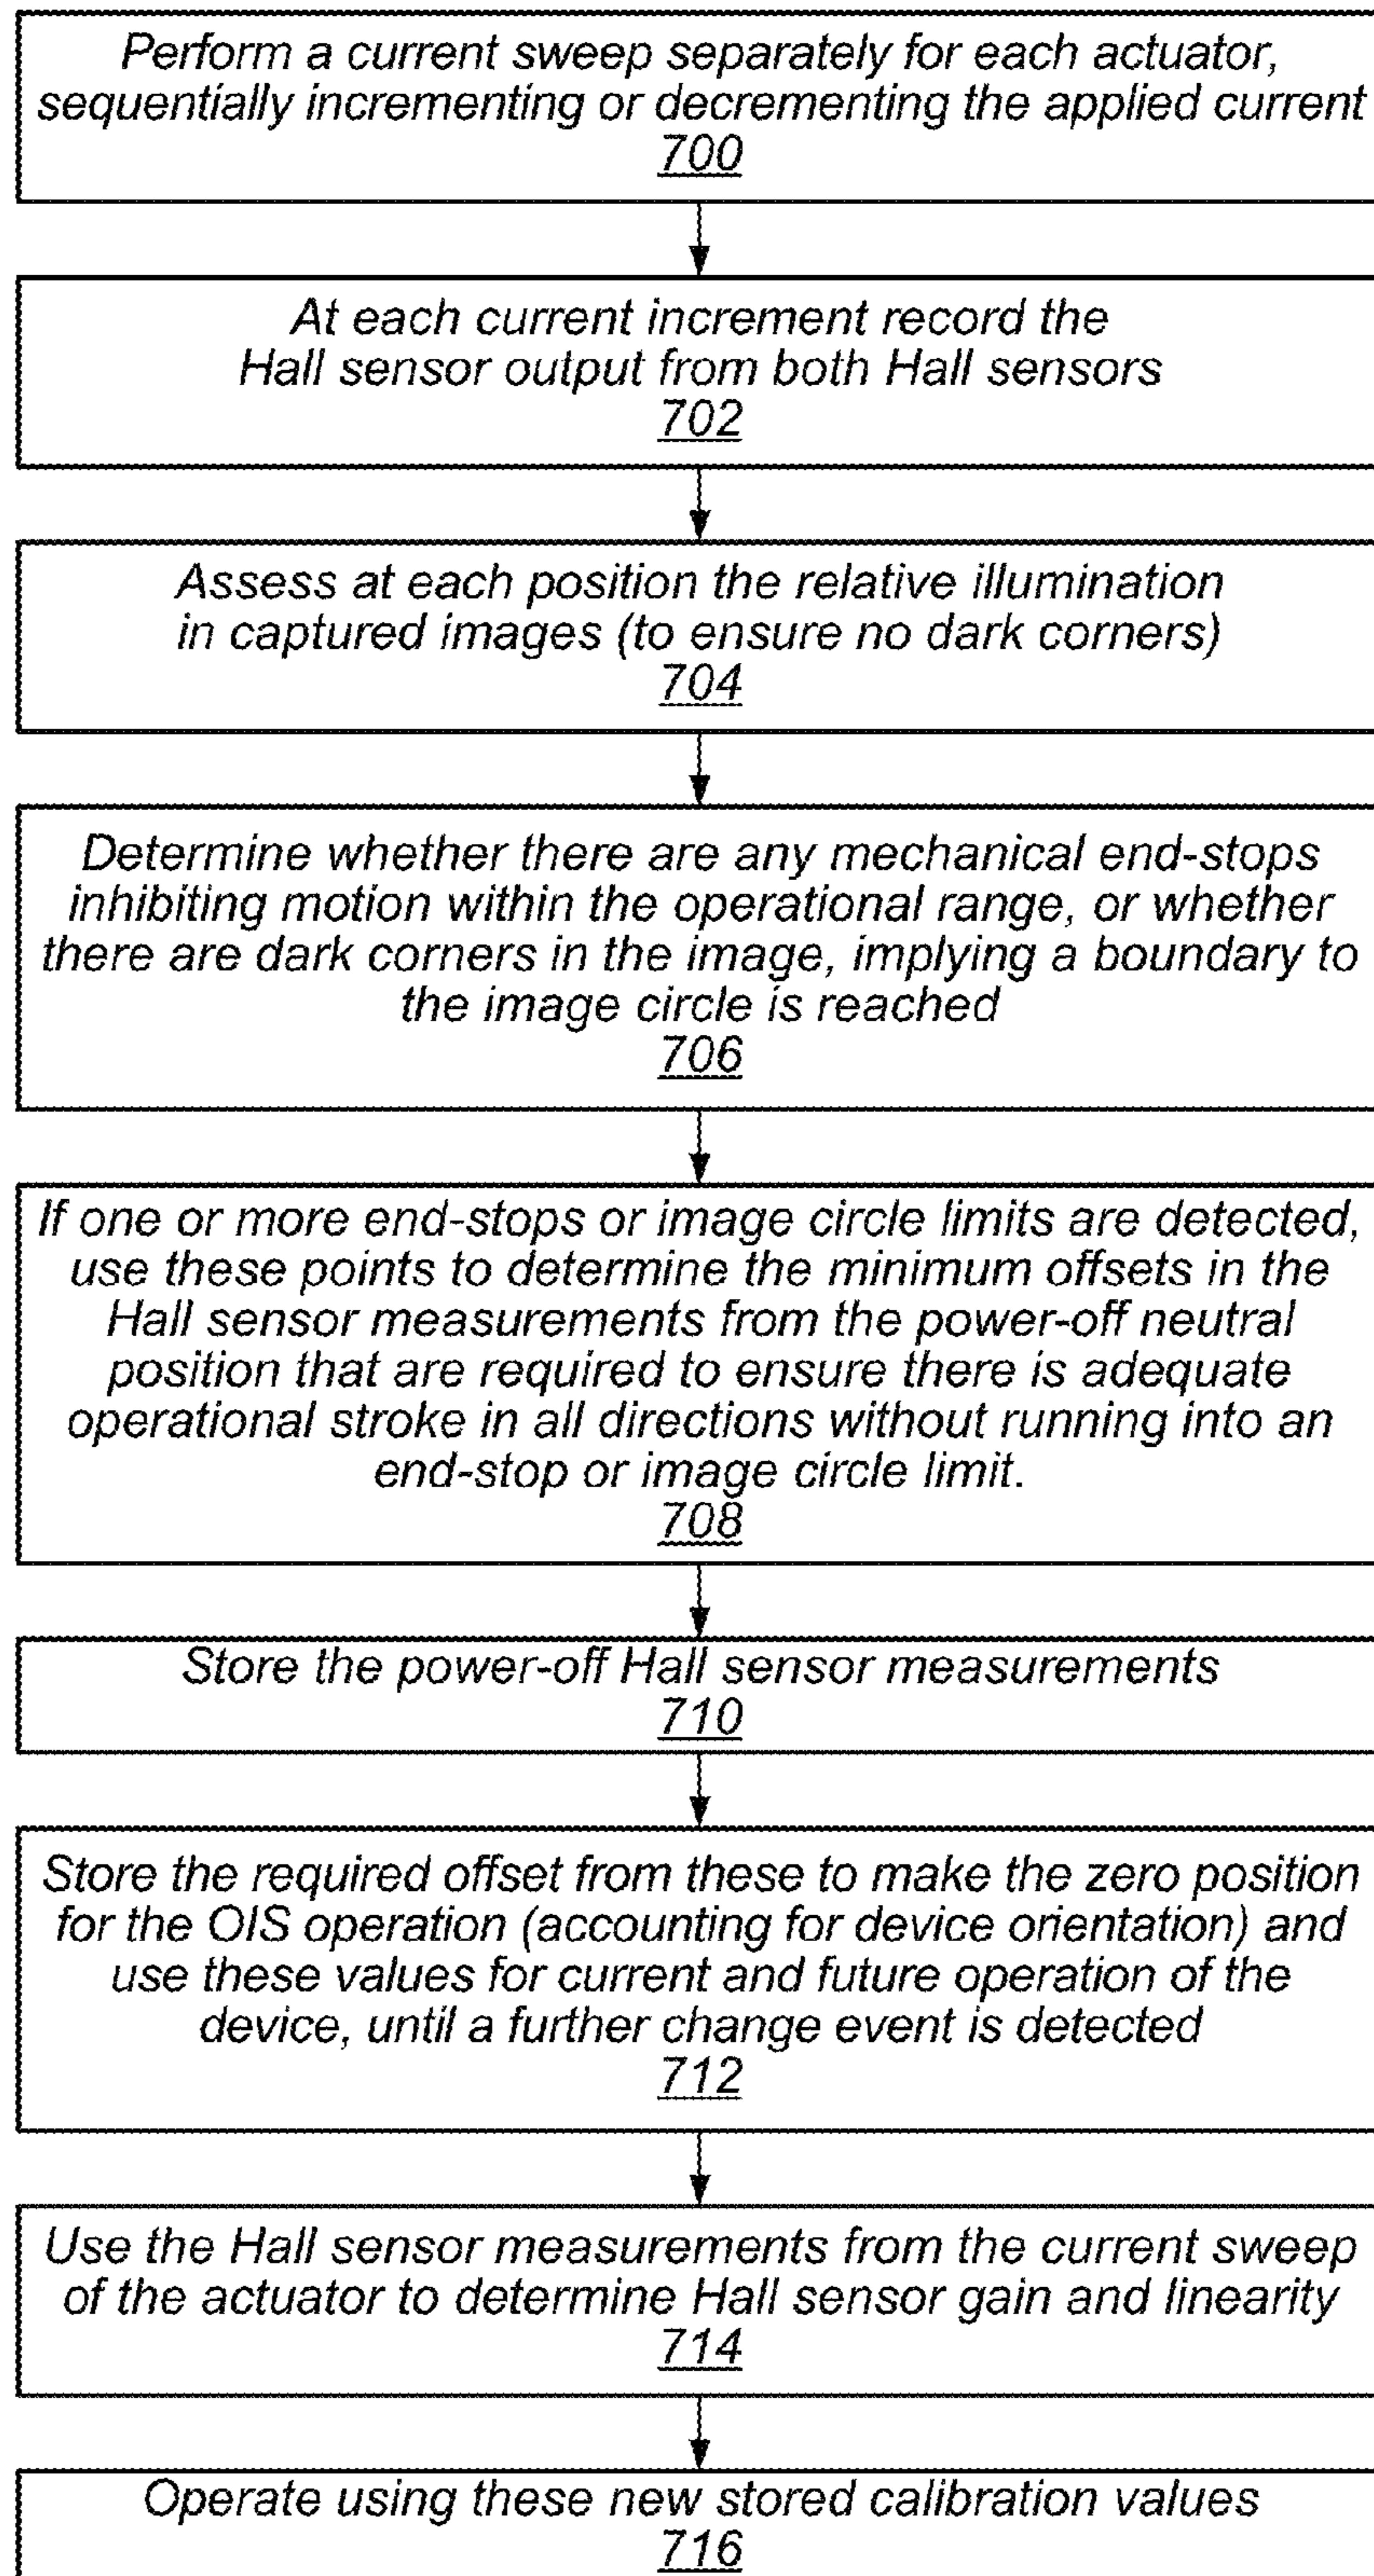 Perform a current sweep separately for each actuator,
sequentially incrementing or decrementing the applied current
700
At each current increment record the
Hall sensor output from both Hall sensors
702
Assess at each position the relative illumination
in captured images (to ensure no dark corners)
704
Determine whether there are any mechanical end-stops
inhibiting motion within the operational range, or whether
there are dark corners in the image, implying a boundary to
the image circle is reached
706
If one or more end-stops or image circle limits are detected,
use these points to determine the minimum offsets in the
Hall sensor measurements from the power-off neutral
position that are required to ensure there is adequate
operational stroke in all directions without running into an
end-stop or image circle limit.
708
Store the power-off Hall sensor measurements
710
Store the required offset from these to make the zero position
for the OIS operation (accounting for device orientation) and
use these values for current and future operation of the
device, until a further change event is detected
712
Use the Hall sensor measurements from the current sweep
of the actuator to determine Hall sensor gain and linearity
714
Operate using these new stored calibration values
716